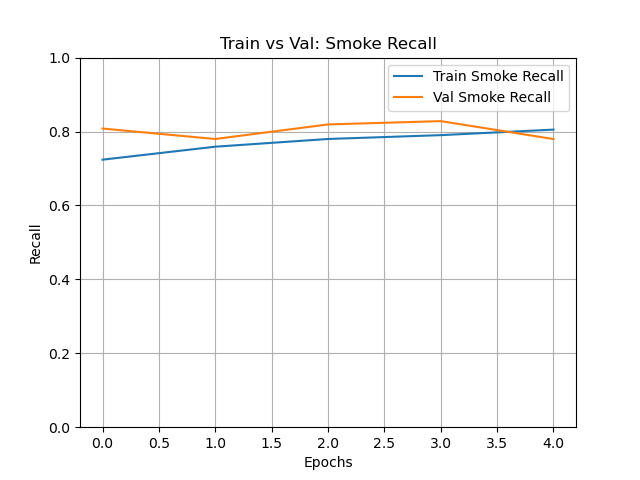 Train vs Val: Smoke Recall
Train Smoke Recall
Val Smoke Recall
1.0
0.8
0.6
0.4
0.2
0.0
Recall
0.0 0.5 1.0 1.5 2.0 2.5 3.0 3.5 4.0
Epochs